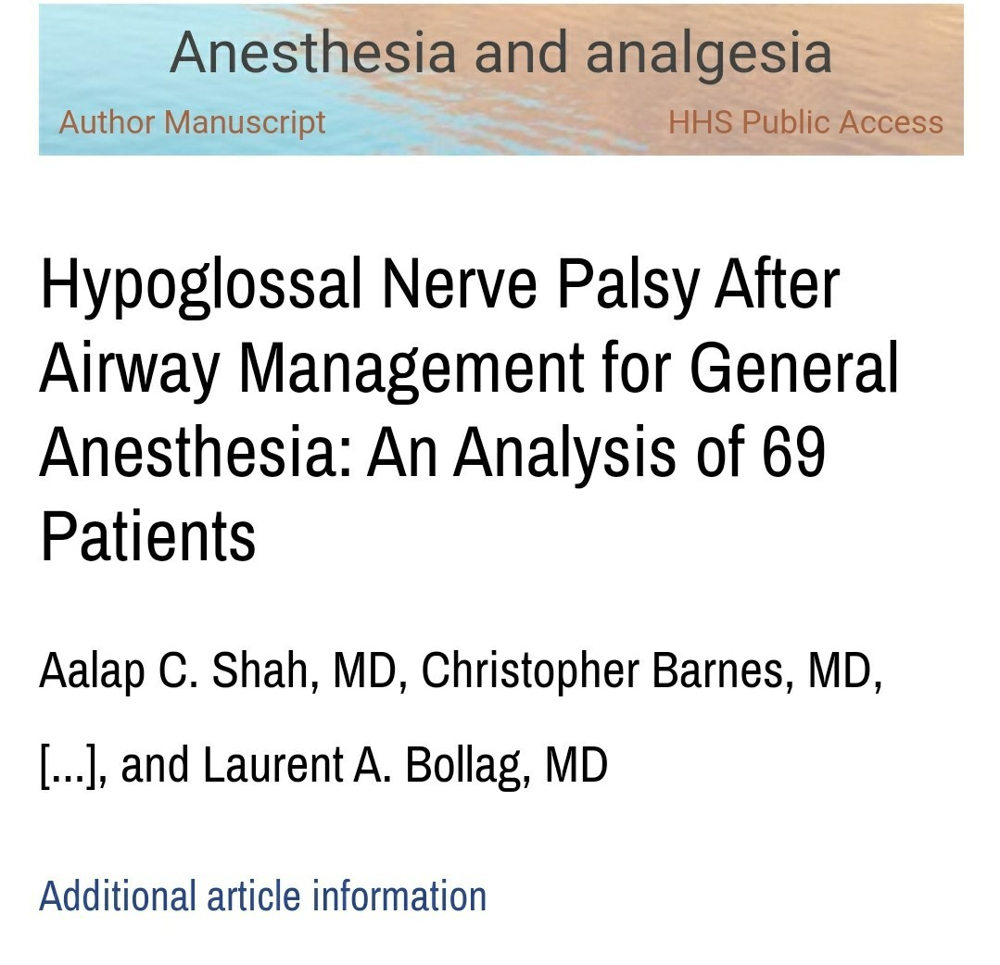 Anesthesia and analgesia
Author Manuscript
HHS Public Access
Hypoglossal Nerve Palsy After
Airway Management for General
Anesthesia: An Analysis of 69
Patients
Aalap C. Shah, MD, Christopher Barnes, MD,
[...], and Laurent A. Bollag, MD
Additional article information